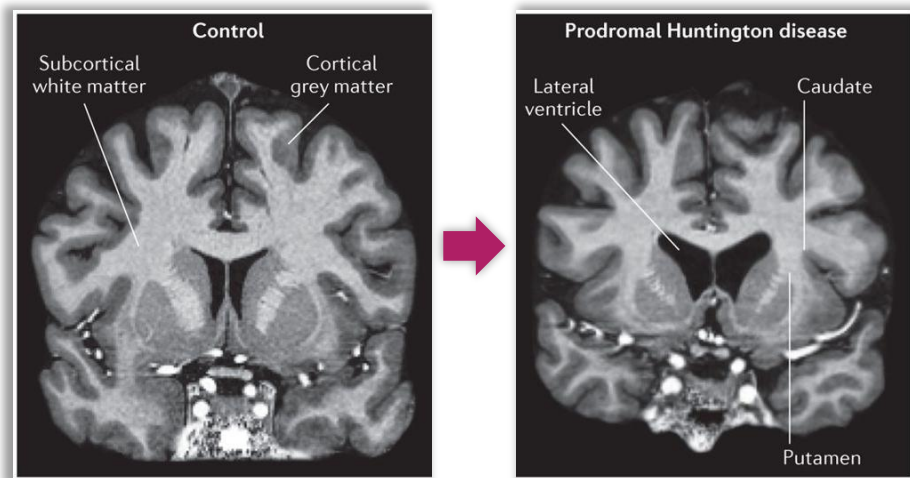 Control
Subcortical
white matter
Cortical
grey matter
Prodromal Huntington disease
Lateral
ventricle
Caudate
Putamen